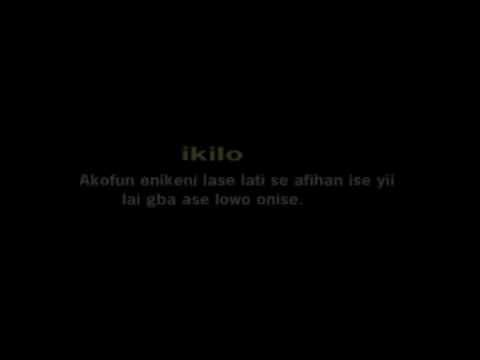 ikilo
Akofun enikeni lase lati se afihan ise yii
lai gba ase lowo onise.